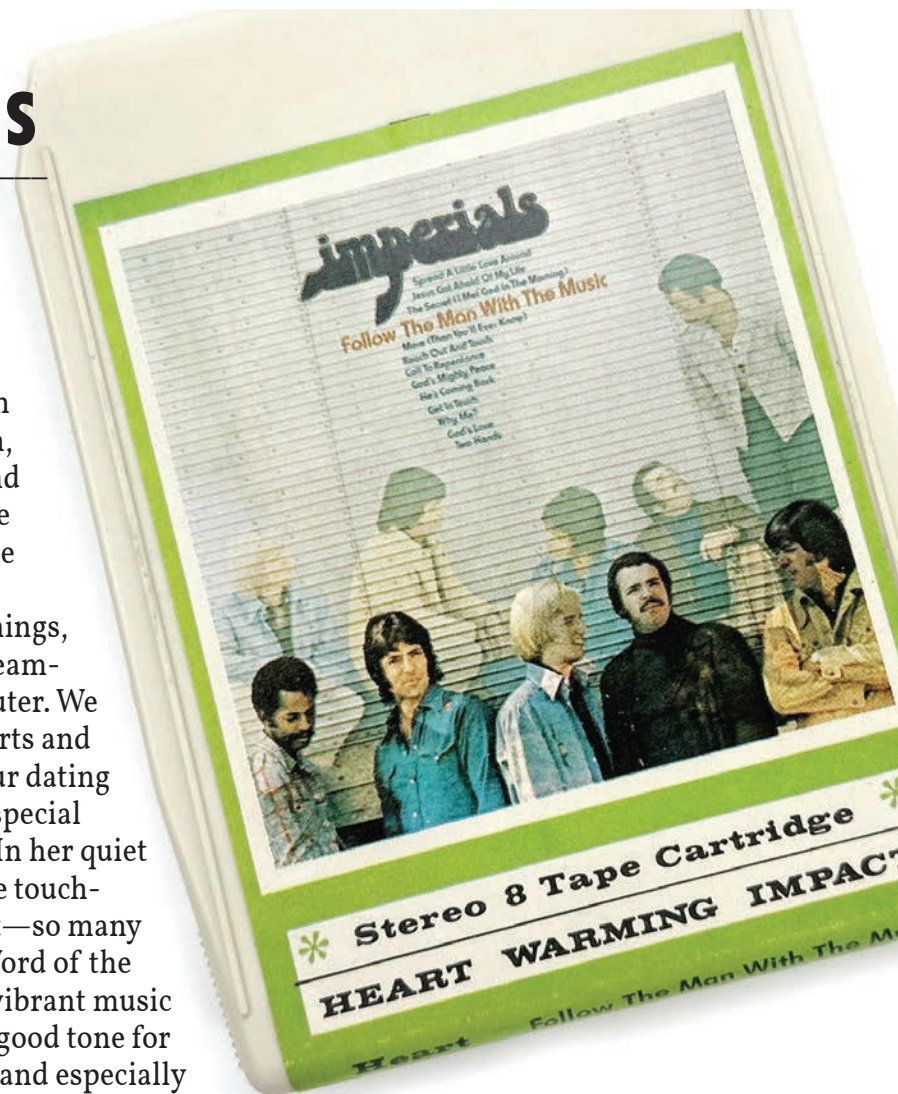 s
imperials
Spread A Little Love Around
Jesus Got Ahold Of My Life
The Secret (I Met God In The Morning)
Follow The Man With The Music
More (Than You'll Ever Know)
Reach Out And Touch
Call To Repentance
God's Mighty Peace
He's Coming Back
Get In Touch
Why Me?
God's Love
Two Hands
nings,
eam-
uter. We
rts and
ur dating
special
In her quiet
e touch-
t—so many
ord of the
vibrant music
good tone for
and especially
* Stereo 8 Tape Cartridge *
HEART WARMING IMPACT
Heart Follow The Man With The Mu